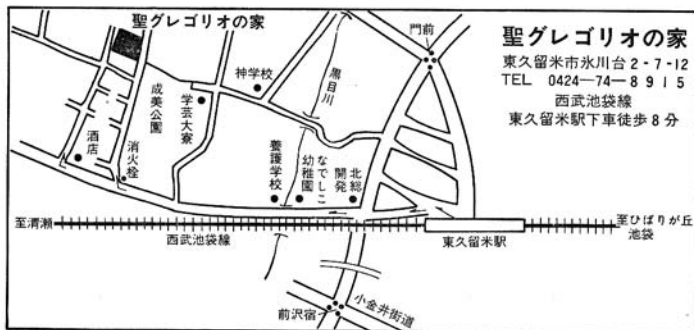 聖グレゴリオの家
門前
聖グレゴリオの家
東久留米市氷川台2-7-12
TEL 0424―74―8915
西武池袋線
東久留米駅下車徒歩8分
神学校
黒目川
成美公園
学芸大寮
酒店
消火栓
養護学校
なでしこ
幼稚園
北総
開発
至清瀬
西武池袋線
東久留米駅
至ひばりが丘
池袋
小金井街道
前沢宿